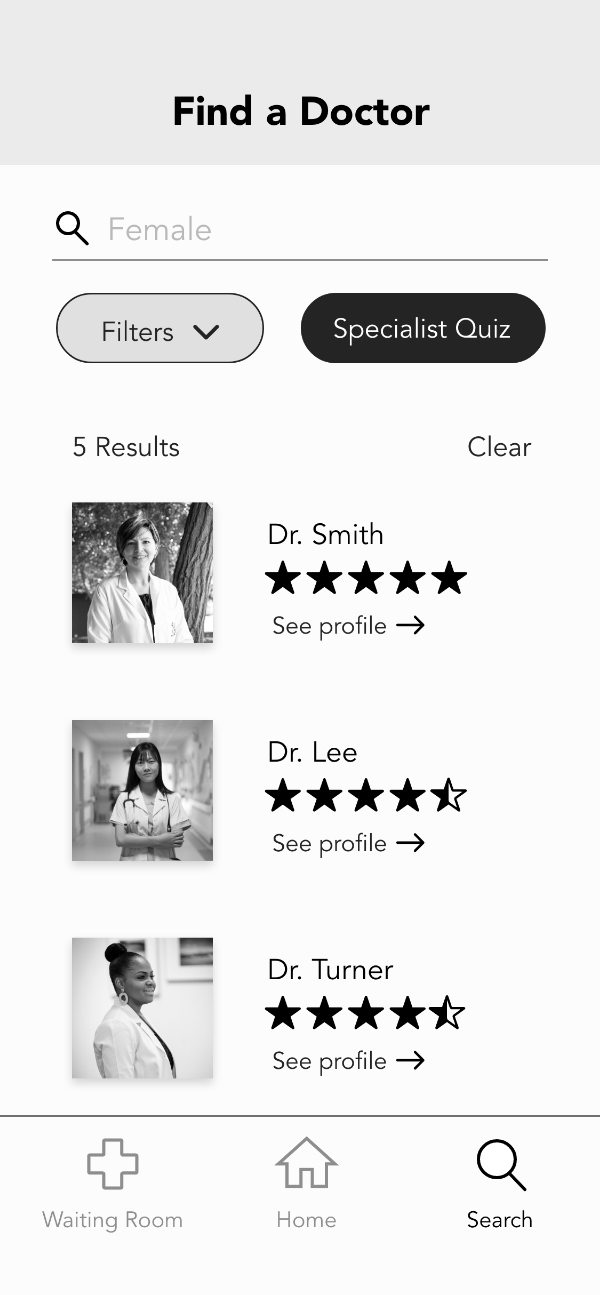 Find a Doctor
Female
Filters
Specialist Quiz
5 Results
Clear
Dr. Smith
See profile
Dr. Lee
See profile
Dr. Turner
See profile
Waiting Room
Home
Search